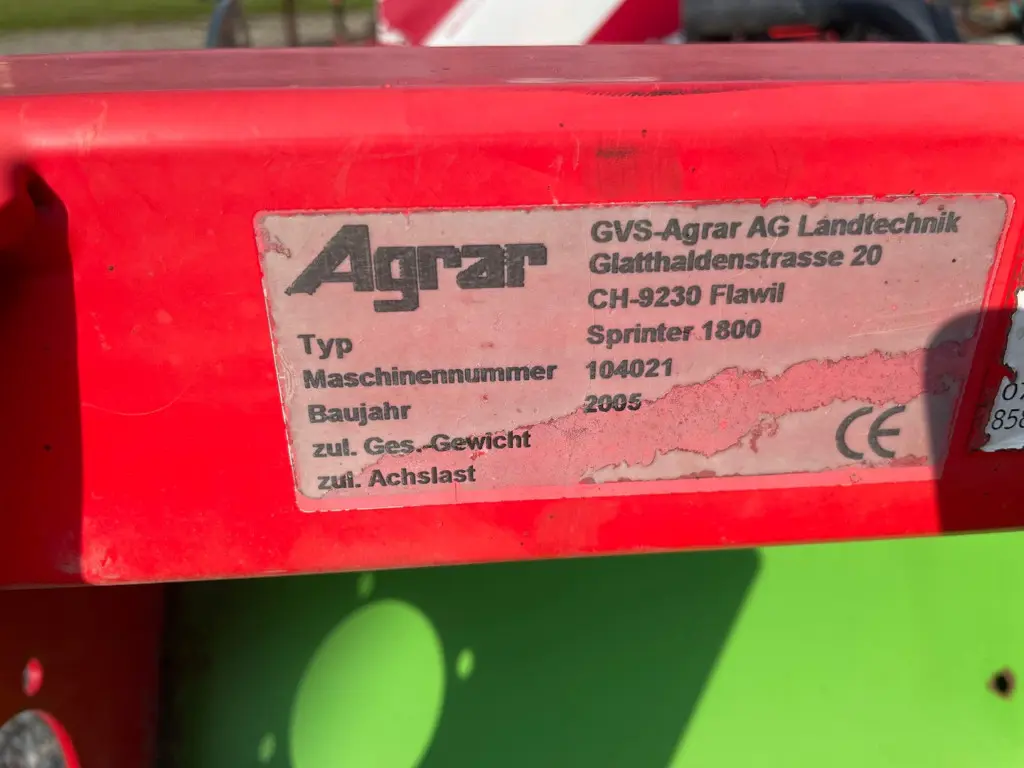 Agrar
GVS-Agrar AG Landtechnik
Glatthaldenstrasse 20
CH-9230 Flawil
Typ Sprinter 1800
Maschinennummer 104021
Baujahr 2005
zul. Ges.-Gewicht
zul. Achslast
CE